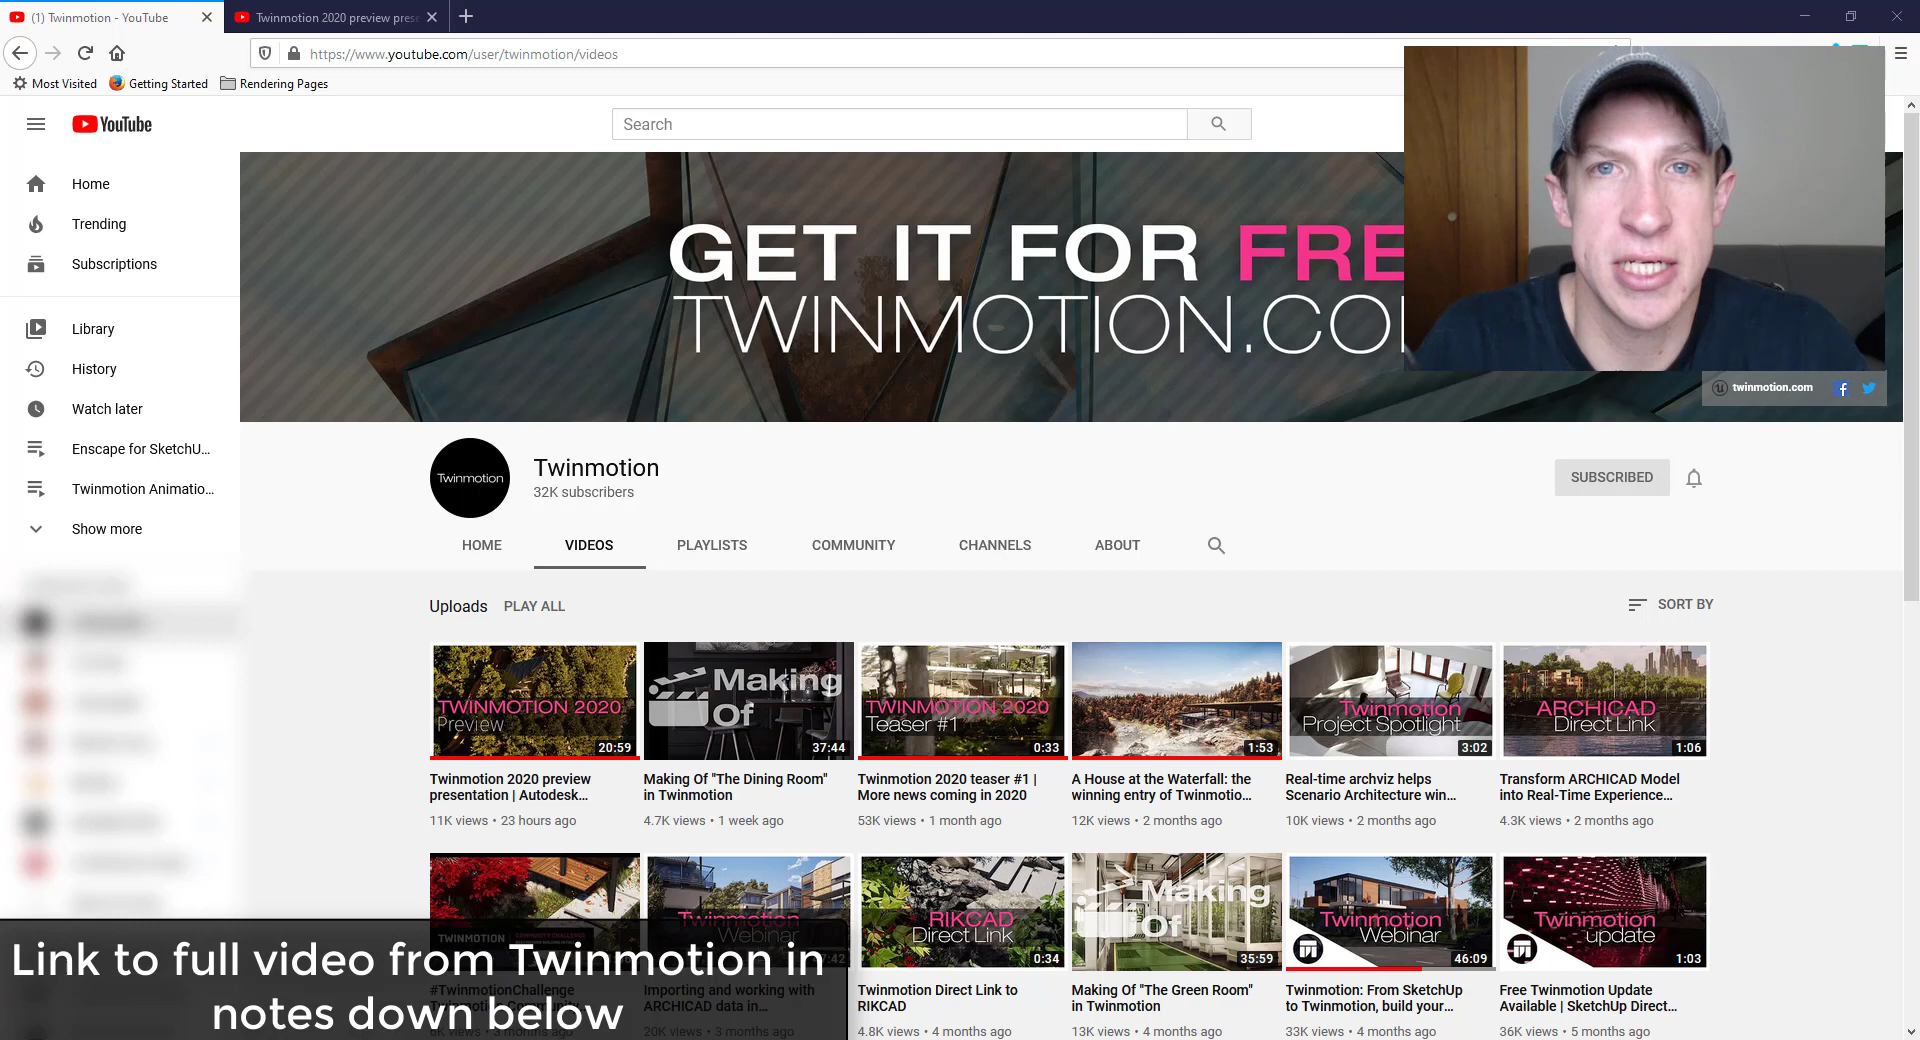 (1) Twinmotion - YouTube
Twinmotion 2020 preview pres
https://www.youtube.com/user/twinmotion/videos
Most Visited
Getting Started
Rendering Pages
YouTube
Search
Home
Trending
Subscriptions
Library
History
Watch later
Enscape for SketchU...
Twinmotion Animatio...
Show more
GET IT FOR FRE
TWINMOTION.CO
twinmotion.com
Twinmotion
Twinmotion
32K subscribers
SUBSCRIBED
HOME
VIDEOS
PLAYLISTS
COMMUNITY
CHANNELS
ABOUT
Uploads
PLAY ALL
SORT BY
TWINMOTION 2020
Preview
20:59
Twinmotion 2020 preview
presentation | Autodesk...
11K views • 23 hours ago
Making
Of
37:44
Making Of "The Dining Room"
in Twinmotion
4.7K views • 1 week ago
TWINMOTION 2020
Teaser #1
0:33
Twinmotion 2020 teaser #1 |
More news coming in 2020
53K views • 1 month ago
1:53
A House at the Waterfall: the
winning entry of Twinmotio...
12K views • 2 months ago
Twinmotion
Project Spotlight
3:02
Real-time archviz helps
Scenario Architecture win...
10K views • 2 months ago
ARCHICAD
Direct Link
1:06
Transform ARCHICAD Model
into Real-Time Experience...
4.3K views • 2 months ago
TWINMOTION
#TwinmotionChallenge
Twinmotion Community
6K views • 3 months ago
Twinmotion
Webinar
Importing and working with
ARCHICAD data in...
20K views • 3 months ago
RIKCAD
Direct Link
0:34
Twinmotion Direct Link to
RIKCAD
4.8K views • 4 months ago
Making
Of
35:59
Making Of "The Green Room"
in Twinmotion
13K views • 4 months ago
Twinmotion
Webinar
46:09
Twinmotion: From SketchUp
to Twinmotion, build your...
33K views • 4 months ago
Twinmotion
update
1:03
Free Twinmotion Update
Available | SketchUp Direct...
36K views • 5 months ago
Link to full video from Twinmotion in
notes down below